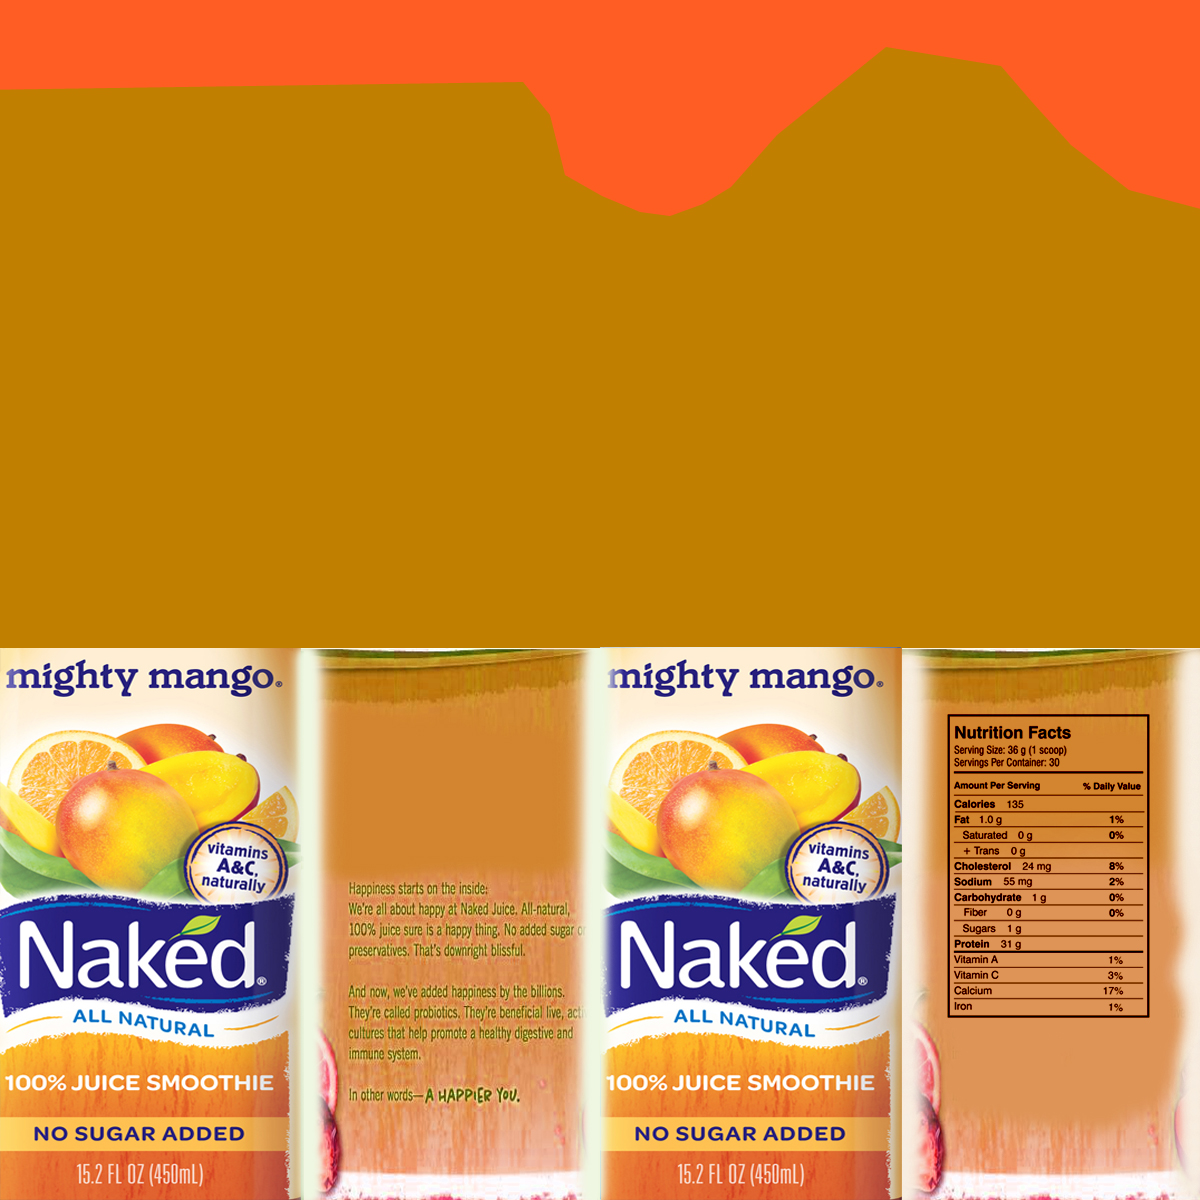 mighty mango®
vitamins
A&C,
naturally
Naked®
ALL NATURAL
100% JUICE SMOOTHIE
NO SUGAR ADDED
15.2 FL OZ (450mL)
Happiness starts on the inside:
We're all about happy at Naked Juice. All-natural,
100% juice sure is a happy thing. No added sugar or
preservatives. That's downright blissful.
And now, we've added happiness by the billions.
They're called probiotics. They're beneficial live,
cultures that help promote a healthy digestive and
immune system.
In other words—A HAPPIER YOU.
mighty mango®
vitamins
A&C,
naturally
Naked®
ALL NATURAL
100% JUICE SMOOTHIE
NO SUGAR ADDED
15.2 FL OZ (450mL)
Nutrition Facts
Serving Size: 36 g (1 scoop)
Servings Per Container: 30
Amount Per Serving % Daily Value
Calories 135
Fat 1.0 g 1%
Saturated 0 g 0%
+ Trans 0 g
Cholesterol 24 mg 8%
Sodium 55 mg 2%
Carbohydrate 1 g 0%
Fiber 0 g 0%
Sugars 1 g
Protein 31 g
Vitamin A 1%
Vitamin C 3%
Calcium 17%
Iron 1%